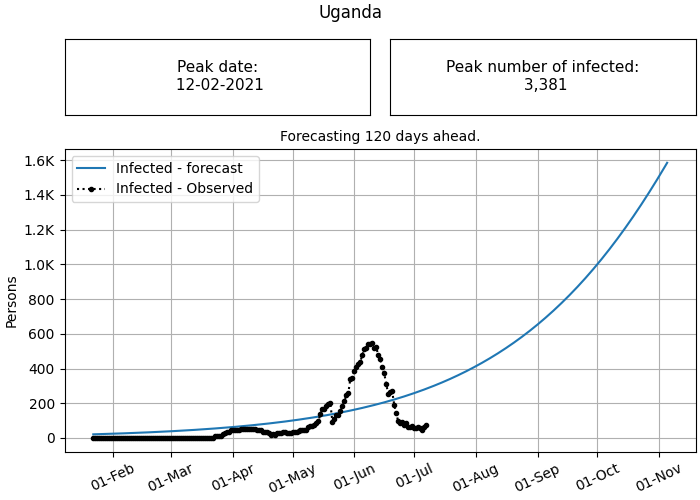 Uganda
Peak date:
12-02-2021
Peak number of infected:
3,381
Forecasting 120 days ahead.
Infected - forecast
Infected - Observed
1.6K
1.4K
1.2K
1.0K
800
600
400
200
0
Persons
01-Feb
01-Mar
01-Apr
01-May
01-Jun
01-Jul
01-Aug
01-Sep
01-Oct
01-Nov